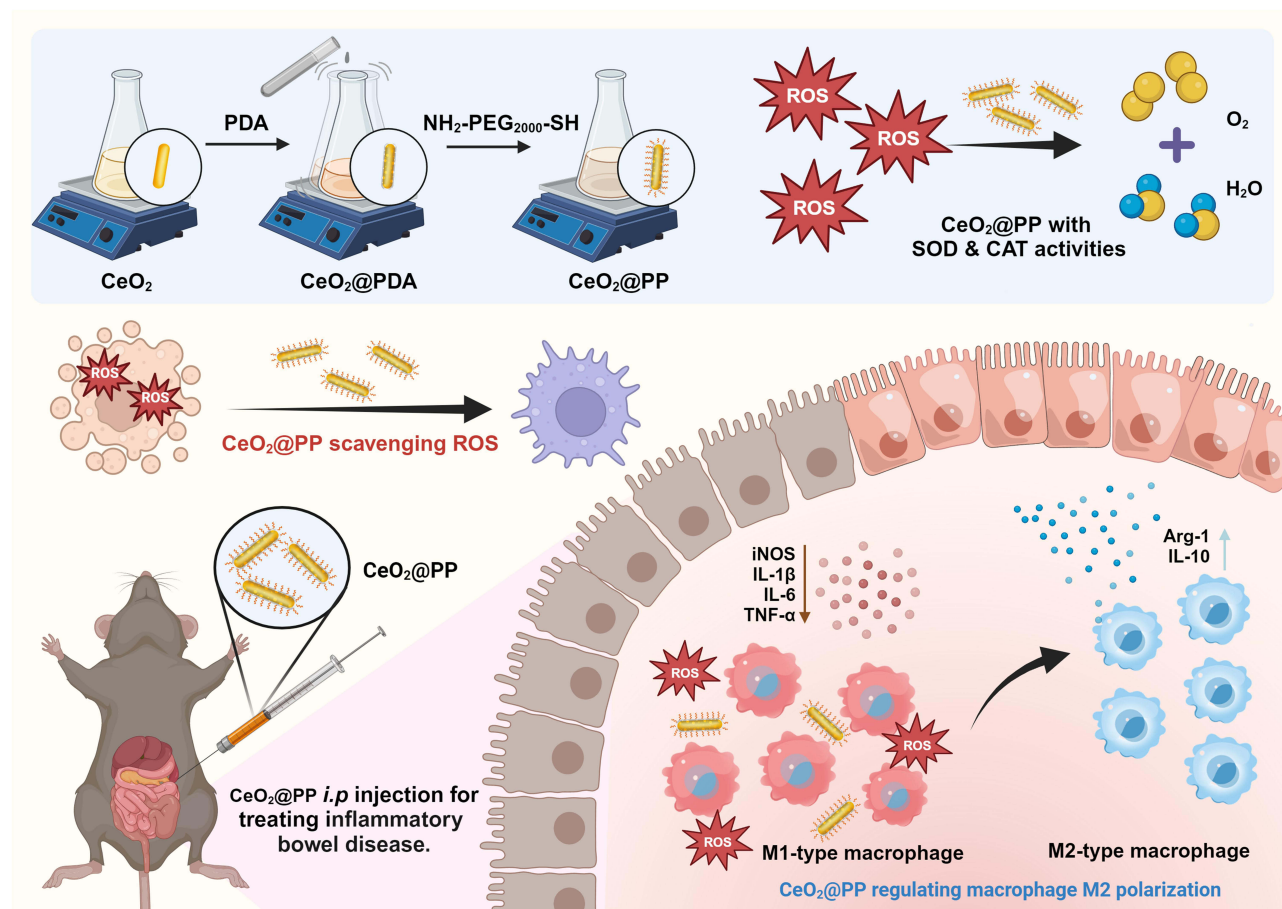 PDA
NH₂-PEG₂₀₀₀-SH
CeO₂
CeO₂@PDA
CeO₂@PP
ROS
ROS
ROS
O₂
H₂O
CeO₂@PP with
SOD & CAT activities
ROS
ROS
CeO₂@PP scavenging ROS
CeO₂@PP
CeO₂@PP i.p injection for
treating inflammatory
bowel disease.
iNOS
IL-1β
IL-6
TNF-α
Arg-1
IL-10
ROS
ROS
ROS
M1-type macrophage
M2-type macrophage
CeO₂@PP regulating macrophage M2 polarization